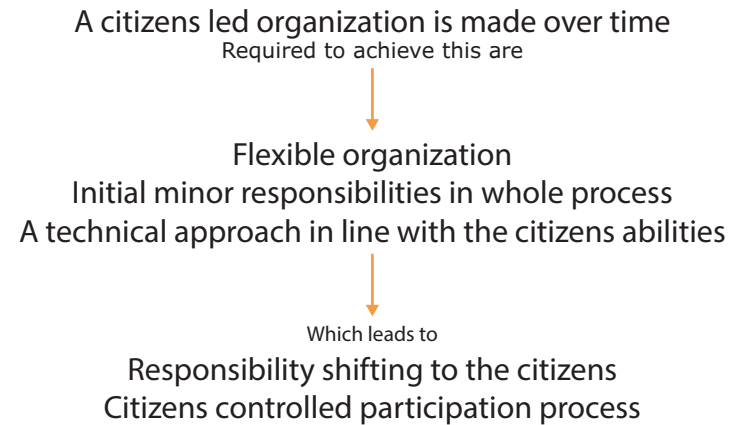 A citizens led organization is made over time
Required to achieve this are
Flexible organization
Initial minor responsibilities in whole process
A technical approach in line with the citizens abilities
Which leads to
Responsibility shifting to the citizens
Citizens controlled participation process